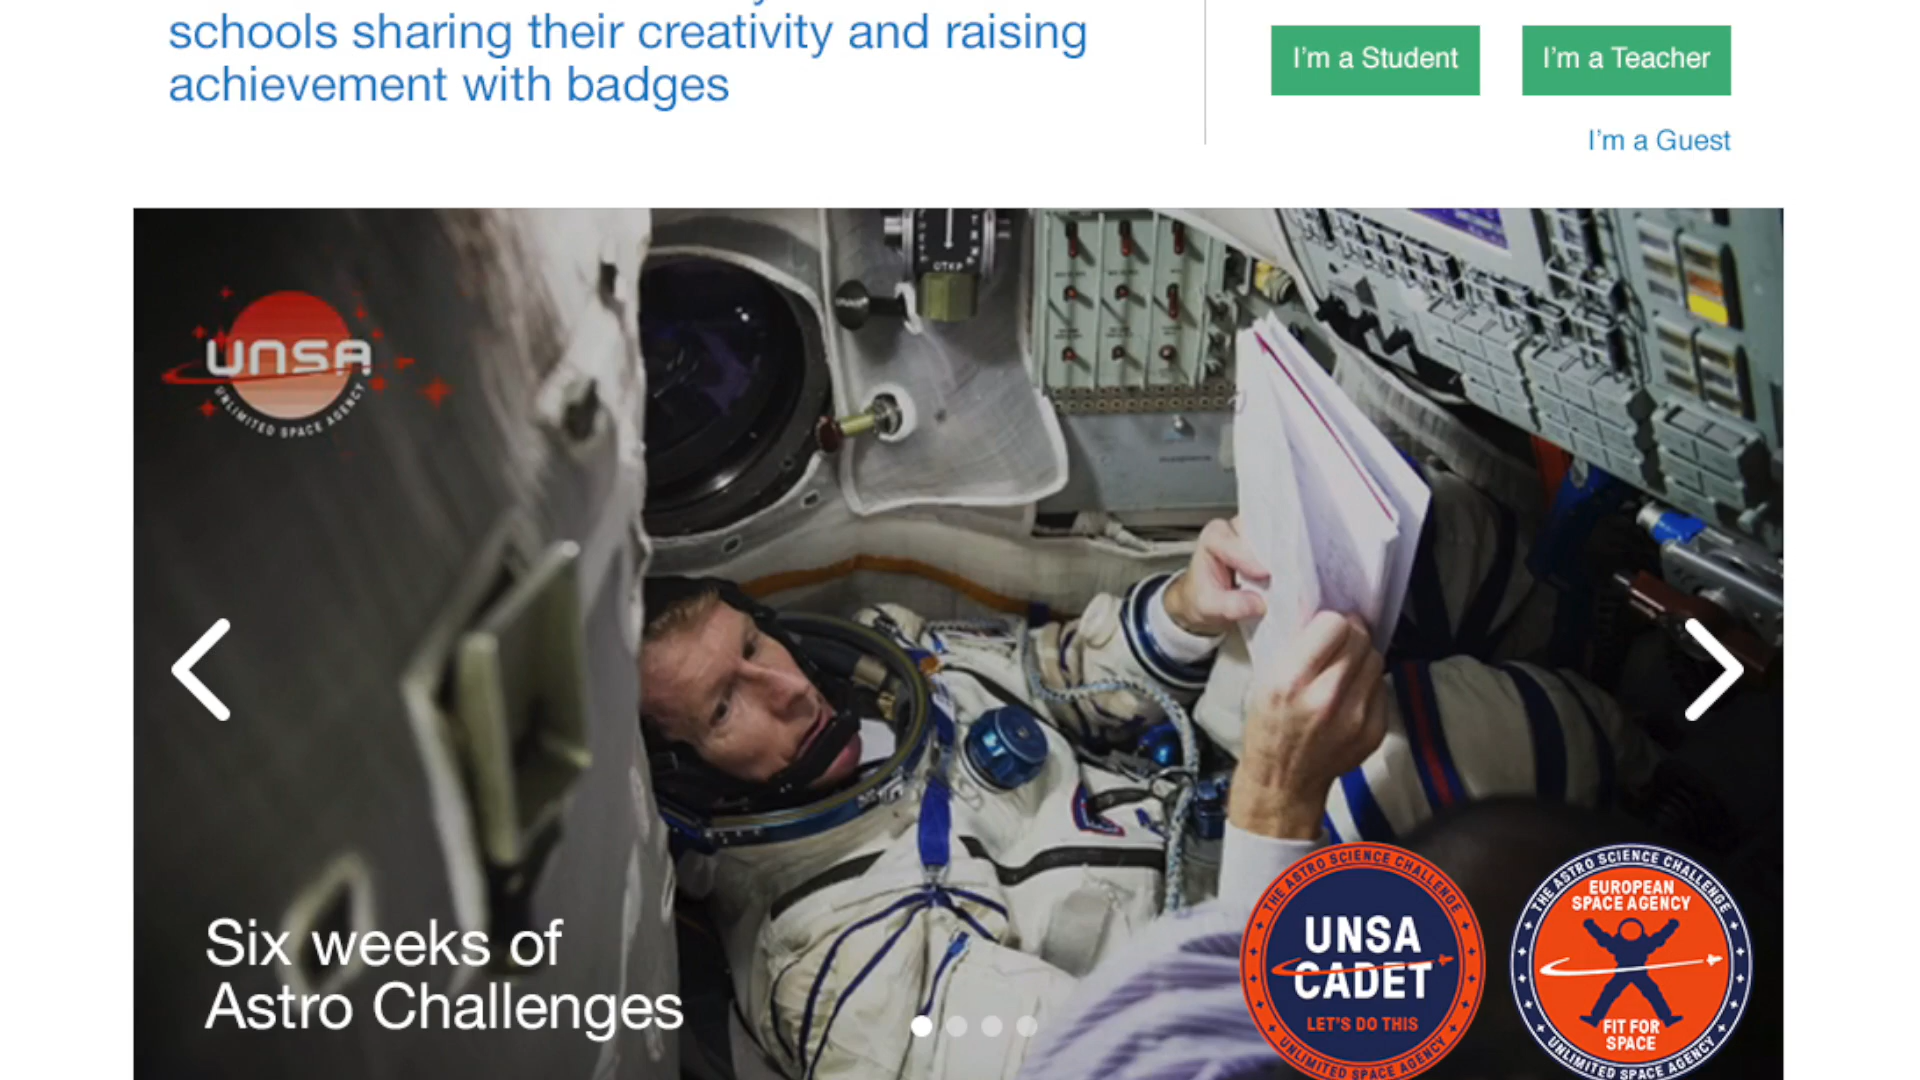 schools sharing their creativity and raising
achievement with badges
I'm a Student
I'm a Teacher
I'm a Guest
UNSA
UNLIMITED SPACE AGENCY
Six weeks of
Astro Challenges
THE ASTRO SCIENCE CHALLENGE
UNSA
CADET
LET'S DO THIS
UNLIMITED SPACE AGENCY
THE ASTRO SCIENCE CHALLENGE
EUROPEAN
SPACE AGENCY
FIT FOR
SPACE
UNLIMITED SPACE AGENCY